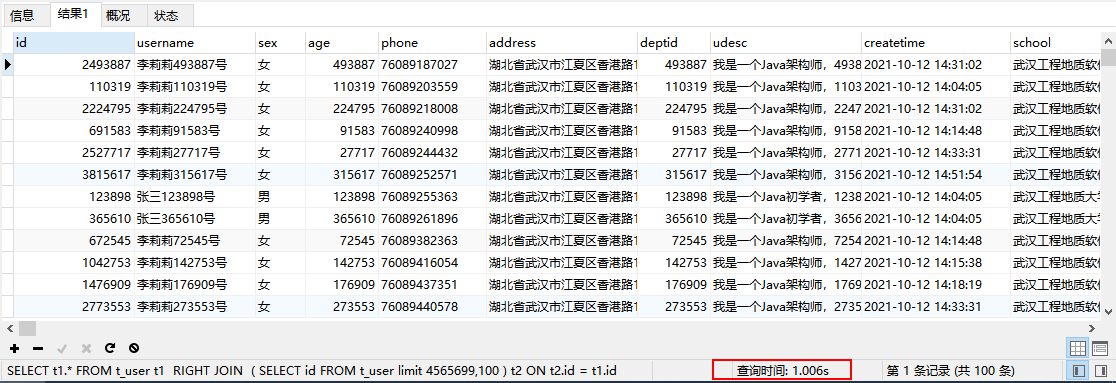 信息 结果1 概况 状态
id username sex age phone address deptid udesc createtime school
2493887 李莉莉493887号 女 493887 76089187027 湖北省武汉市江夏区香港路1 493887 我是一个Java架构师，4938 2021-10-12 14:31:02 武汉工程地质软件
110319 李莉莉110319号 女 110319 76089203559 湖北省武汉市江夏区香港路1 110319 我是一个Java架构师，1103 2021-10-12 14:04:05 武汉工程地质软件
2224795 李莉莉224795号 女 224795 76089218008 湖北省武汉市江夏区香港路1 224795 我是一个Java架构师，2247 2021-10-12 14:31:02 武汉工程地质软件
691583 李莉莉91583号 女 91583 76089240998 湖北省武汉市江夏区香港路1 91583 我是一个Java架构师，9158 2021-10-12 14:14:48 武汉工程地质软件
2527717 李莉莉27717号 女 27717 76089244432 湖北省武汉市江夏区香港路1 27717 我是一个Java架构师，2771 2021-10-12 14:33:31 武汉工程地质软件
3815617 李莉莉315617号 女 315617 76089252571 湖北省武汉市江夏区香港路1 315617 我是一个Java架构师，3156 2021-10-12 14:51:54 武汉工程地质软件
123898 张三123898号 男 123898 76089255363 湖北省武汉市江夏区香港路1 123898 我是一个Java初学者，1238 2021-10-12 14:04:05 武汉工程地质大学
365610 张三365610号 男 365610 76089261896 湖北省武汉市江夏区香港路1 365610 我是一个Java初学者，3656 2021-10-12 14:04:05 武汉工程地质大学
672545 李莉莉72545号 女 72545 76089382363 湖北省武汉市江夏区香港路1 72545 我是一个Java架构师，7254 2021-10-12 14:14:48 武汉工程地质软件
1042753 李莉莉142753号 女 142753 76089416054 湖北省武汉市江夏区香港路1 142753 我是一个Java架构师，1427 2021-10-12 14:15:38 武汉工程地质软件
1476909 李莉莉176909号 女 176909 76089437351 湖北省武汉市江夏区香港路1 176909 我是一个Java架构师，1769 2021-10-12 14:18:19 武汉工程地质软件
2773553 李莉莉273553号 女 273553 76089440578 湖北省武汉市江夏区香港路1 273553 我是一个Java架构师，2735 2021-10-12 14:33:31 武汉工程地质软件
SELECT t1.* FROM t_user t1 RIGHT JOIN ( SELECT id FROM t_user limit 4565699,100 ) t2 ON t2.id = t1.id 查询时间: 1.006s 第 1 条记录 (共 100 条)